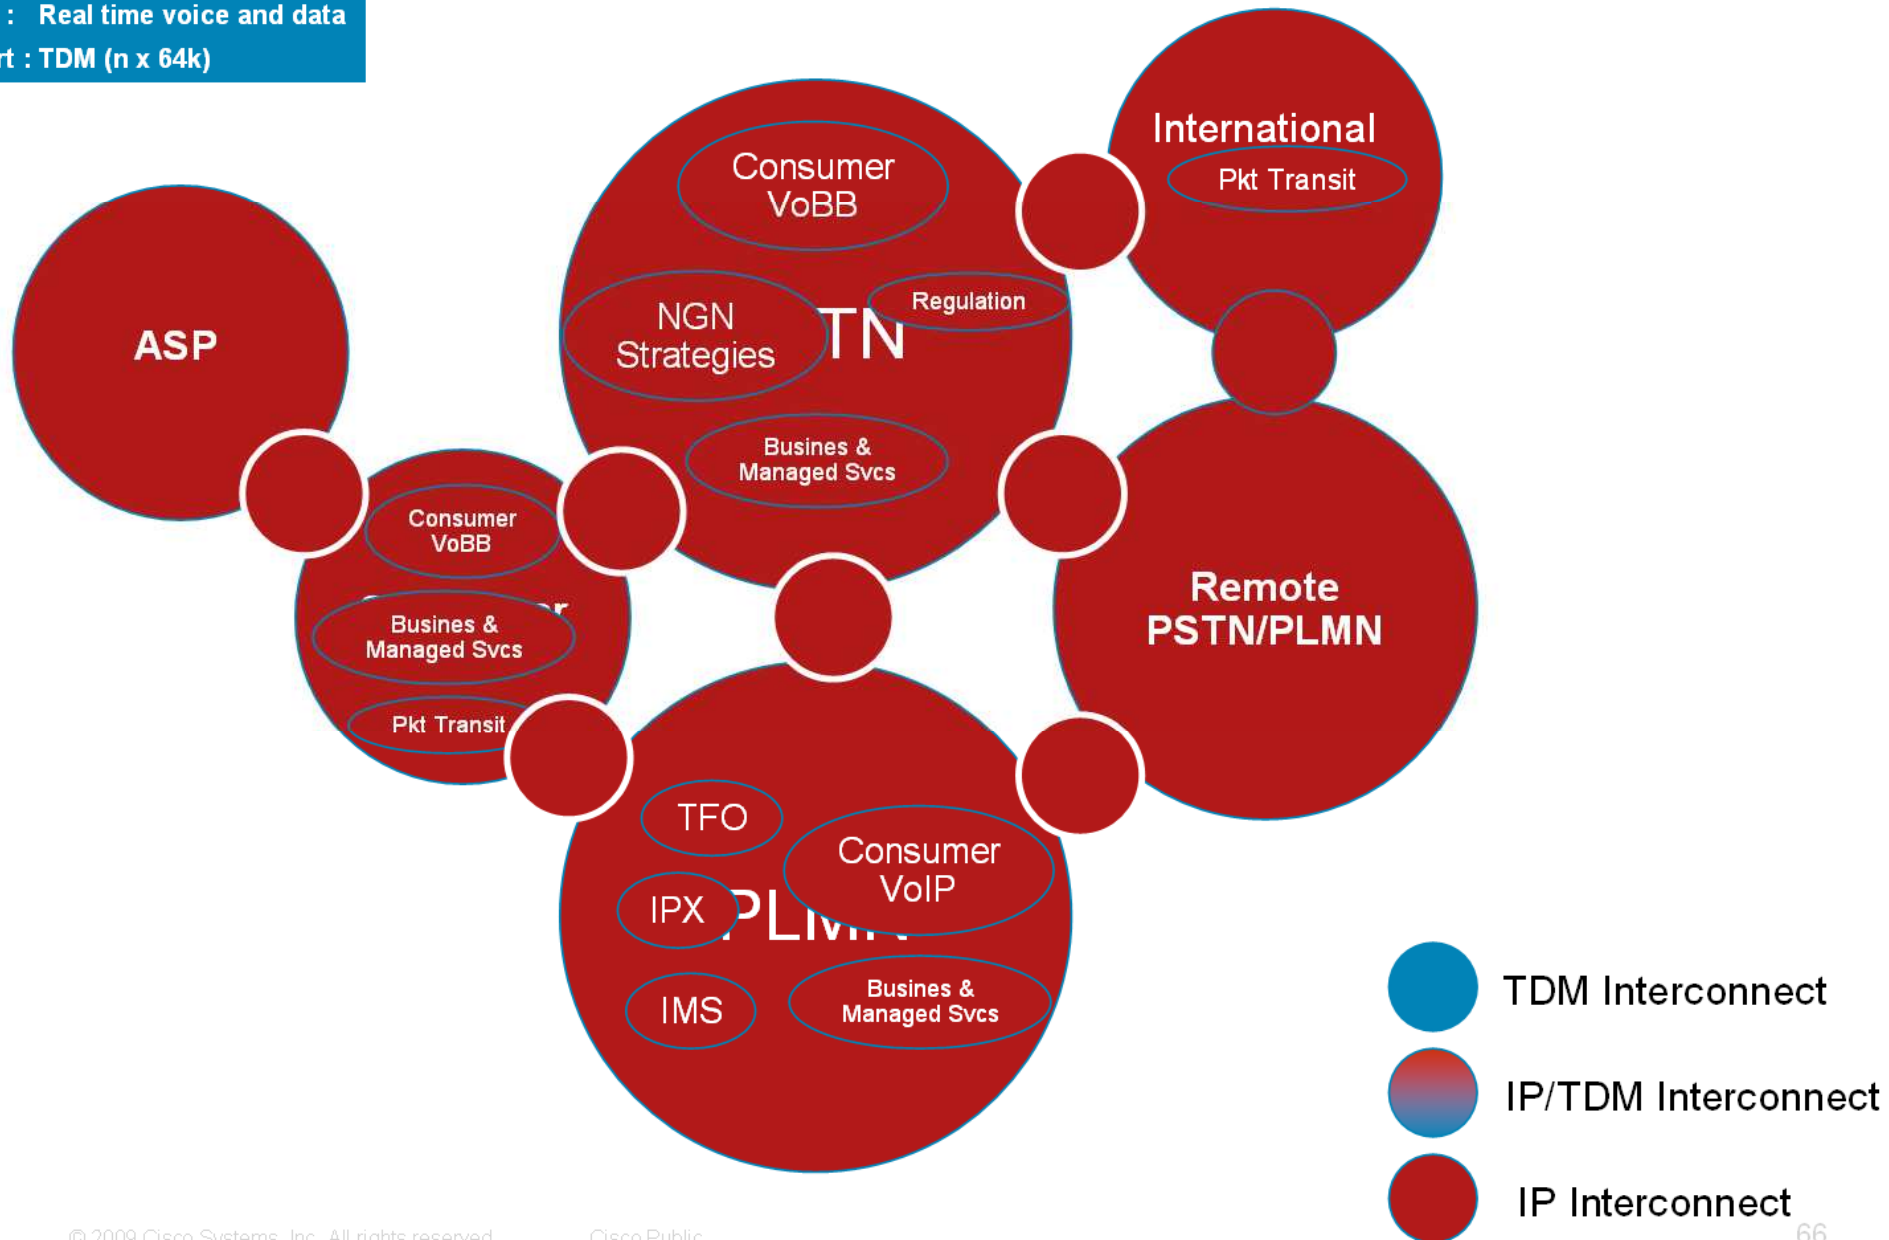 : Real time voice and data
rt : TDM (n x 64k)
International
Pkt Transit
Consumer
VoBB
Regulation
NGN
Strategies
TN
ASP
Busines &
Managed Svcs
Consumer
VoBB
Busines &
Managed Svcs
Pkt Transit
Remote
PSTN/PLMN
TFO
Consumer
VoIP
IPX
PLMN
IMS
Busines &
Managed Svcs
TDM Interconnect
IP/TDM Interconnect
IP Interconnect
© 2009 Cisco Systems, Inc. All rights reserved.
Cisco Public
66